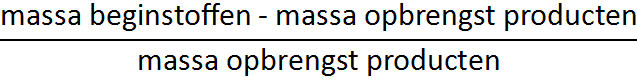 massa beginstoffen - massa opbrengst producten
massa opbrengst producten